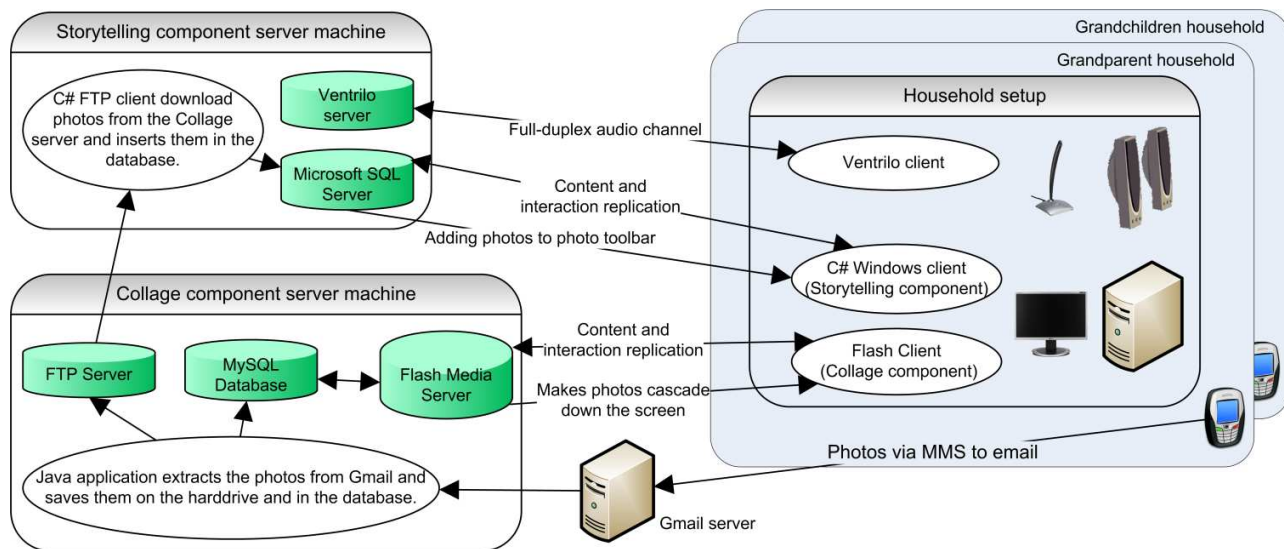 Storytelling component server machine
C# FTP client download
photos from the Collage
server and inserts them in the
database.
Ventrilo
server
Microsoft SQL
Server
Full-duplex audio channel
Content and
interaction replication
Adding photos to photo toolbar
Grandchildren household
Grandparent household
Household setup
Ventrilo client
C# Windows client
(Storytelling component)
Flash Client
(Collage component)
Collage component server machine
FTP Server
MySQL
Database
Flash Media
Server
Content and
interaction replication
Makes photos cascade
down the screen
Java application extracts the photos from Gmail and
saves them on the harddrive and in the database.
Photos via MMS to email
Gmail server